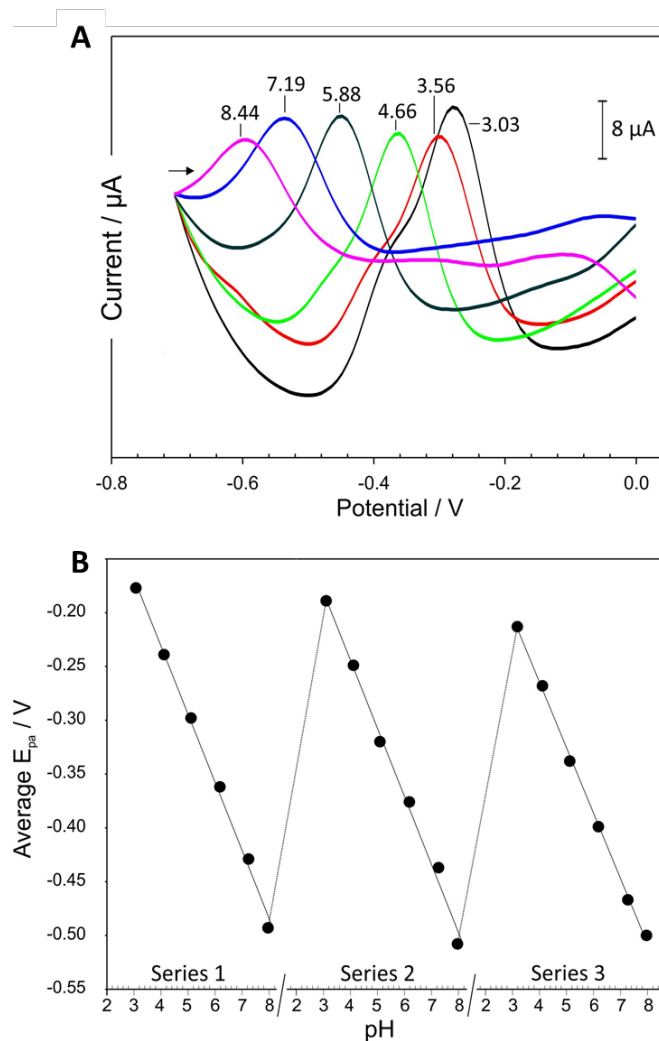 A
8.44
7.19
5.88
4.66
3.56
3.03
8 µA
Current / µA
-0.8 -0.6 -0.4 -0.2 0.0
Potential / V
B
-0.20
-0.25
-0.30
-0.35
-0.40
-0.45
-0.50
-0.55
Average Epa / V
Series 1 Series 2 Series 3
2 3 4 5 6 7 8 2 3 4 5 6 7 8 2 3 4 5 6 7 8
pH